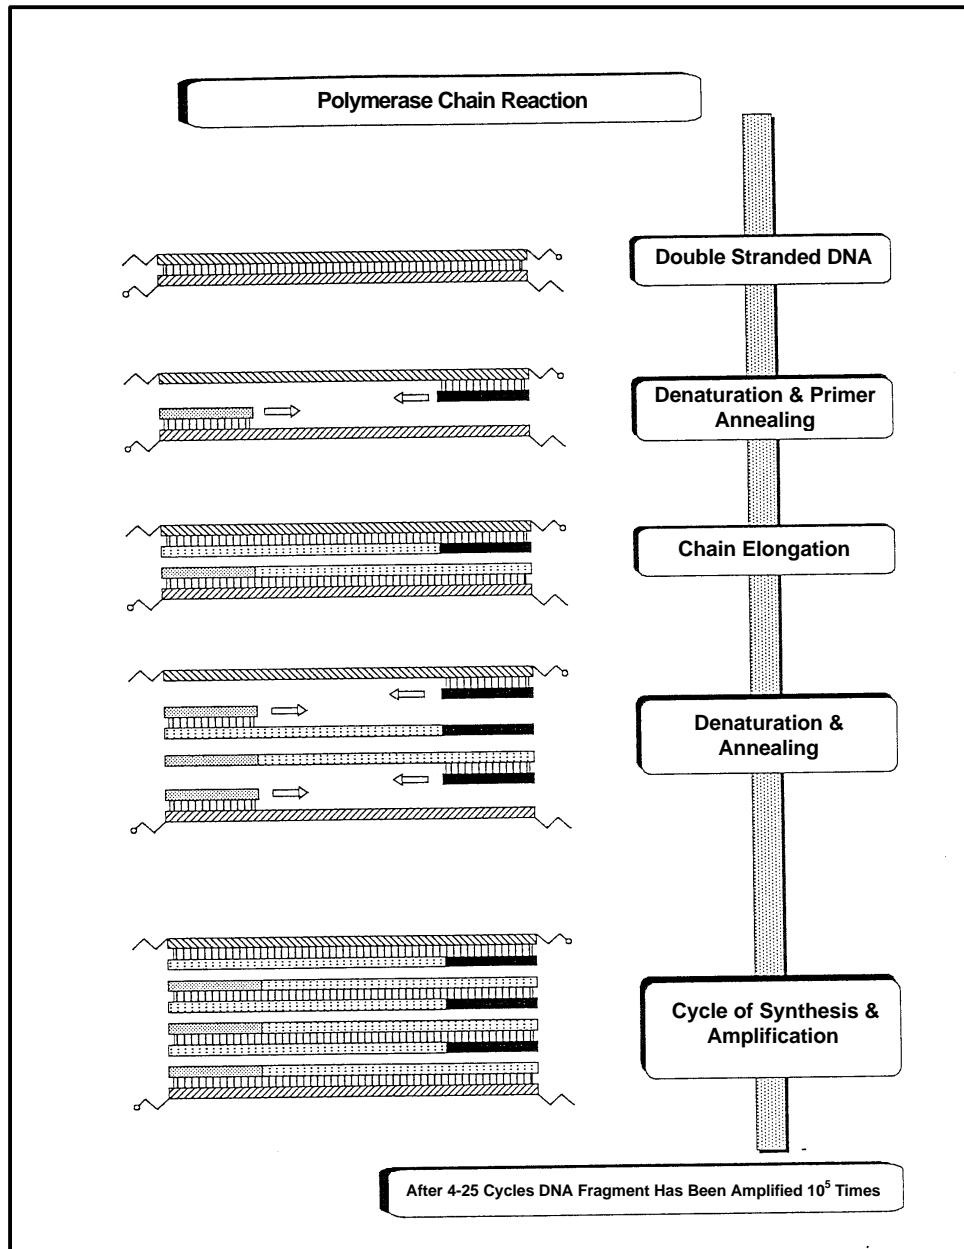 Polymerase Chain Reaction
Double Stranded DNA
Denaturation & Primer
Annealing
Chain Elongation
Denaturation &
Annealing
Cycle of Synthesis &
Amplification
After 4-25 Cycles DNA Fragment Has Been Amplified 10⁵ Times